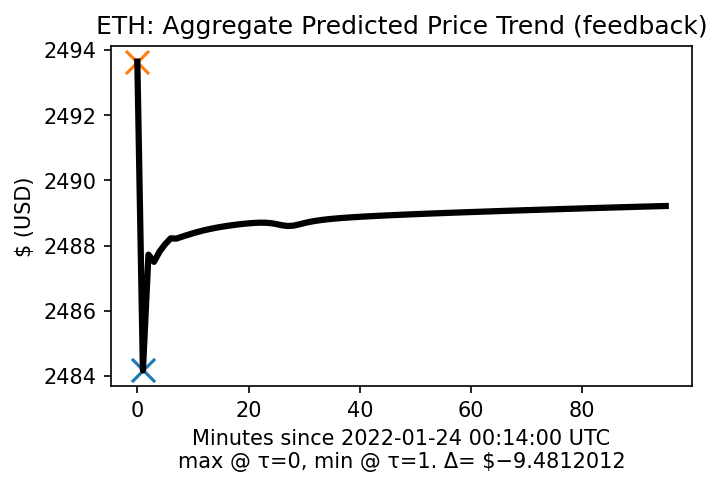 ETH: Aggregate Predicted Price Trend (feedback)
2494
2492
2490
2488
2486
2484
$ (USD)
0 20 40 60 80
Minutes since 2022-01-24 00:14:00 UTC
max @ τ=0, min @ τ=1. Δ= $−9.4812012